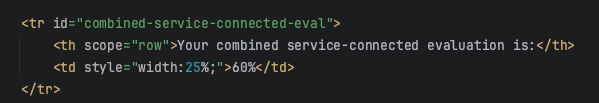 <tr id="combined-service-connected-eval">
<th scope="row">Your combined service-connected evaluation is:</th>
<td style="width:25%;">60%</td>
</tr>